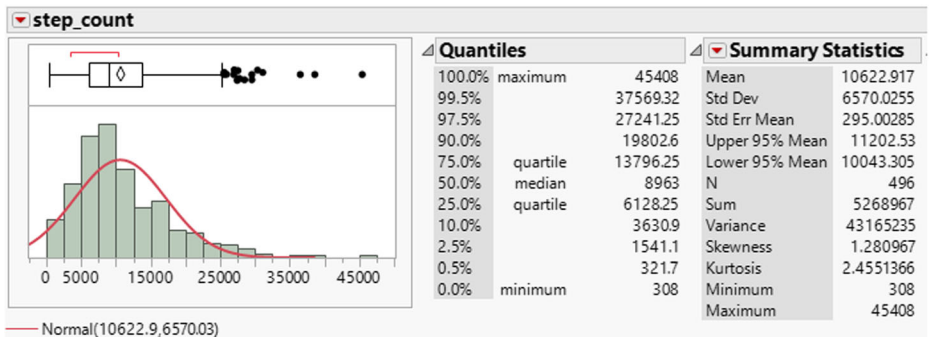 step_count
0 5000 15000 25000 35000 45000
Normal(10622.9,6570.03)
Quantiles
100.0% maximum 45408
99.5% 37569.32
97.5% 27241.25
90.0% 19802.6
75.0% quartile 13796.25
50.0% median 8963
25.0% quartile 6128.25
10.0% 3630.9
2.5% 1541.1
0.5% 321.7
0.0% minimum 308
Summary Statistics
Mean 10622.917
Std Dev 6570.0255
Std Err Mean 295.00285
Upper 95% Mean 11202.53
Lower 95% Mean 10043.305
N 496
Sum 5268967
Variance 43165235
Skewness 1.280967
Kurtosis 2.4551366
Minimum 308
Maximum 45408